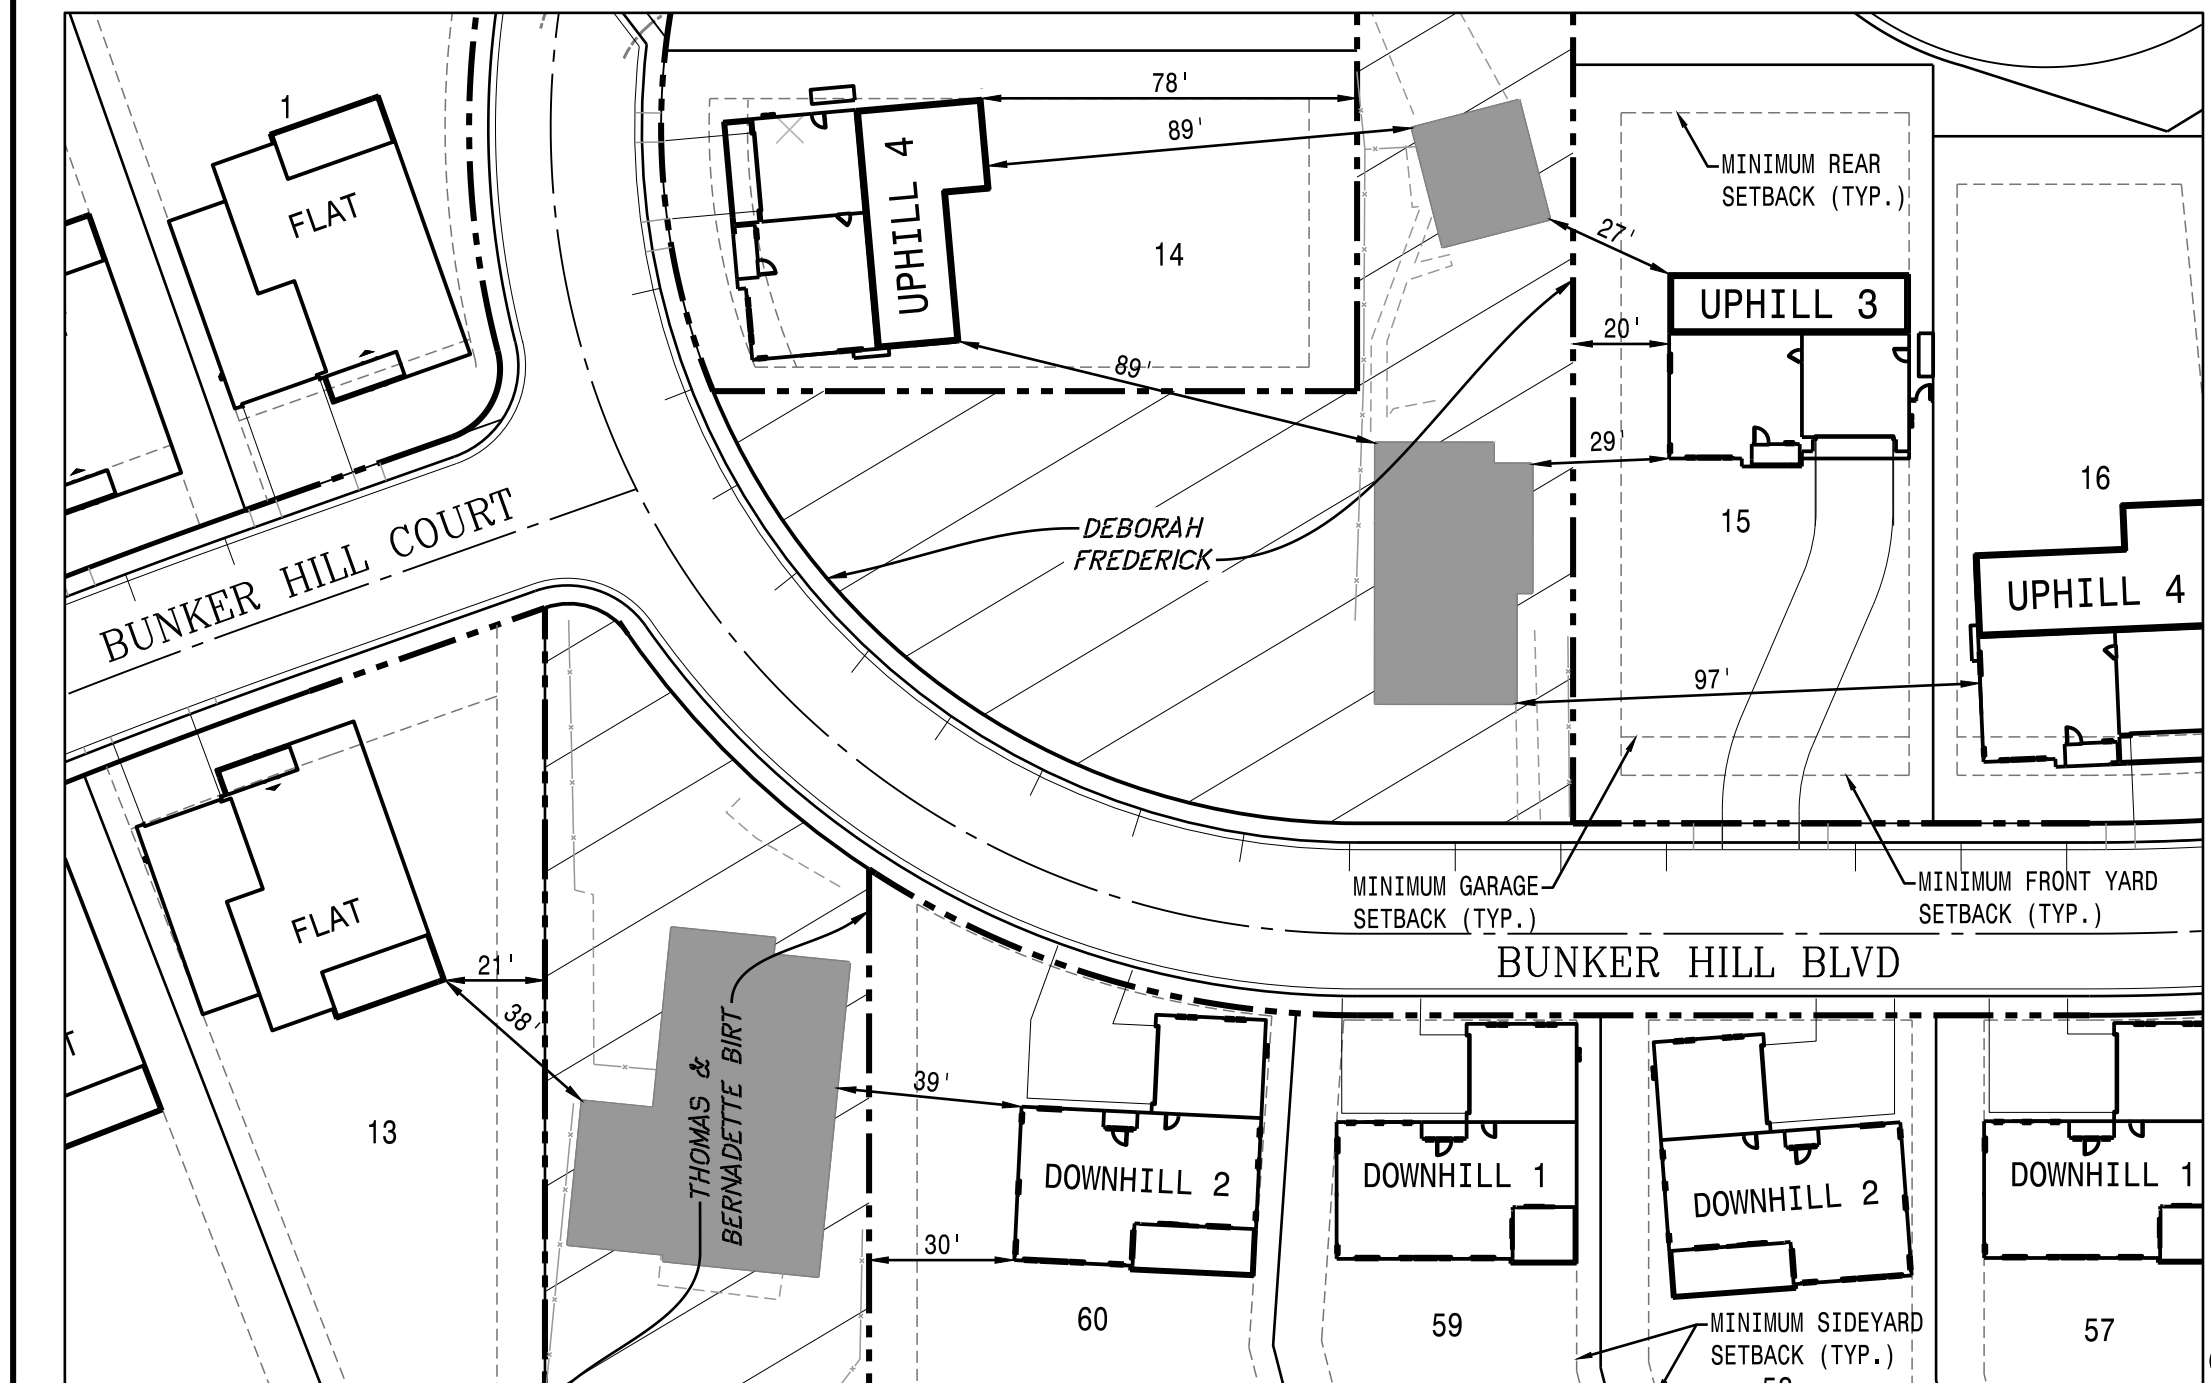 1
FLAT
78'
89'
UPHILL 4
14
89'
27'
MINIMUM REAR
SETBACK (TYP.)
UPHILL 3
20'
29'
15
16
UPHILL 4
DEBORAH
FREDERICK
BUNKER HILL COURT
97'
MINIMUM GARAGE
SETBACK (TYP.)
MINIMUM FRONT YARD
SETBACK (TYP.)
BUNKER HILL BLVD
FLAT
21'
38'
13
THOMAS &
BERNADETTE BIRT
39'
30'
DOWNHILL 2
60
DOWNHILL 1
59
DOWNHILL 2
DOWNHILL 1
57
MINIMUM SIDEYARD
SETBACK (TYP.)